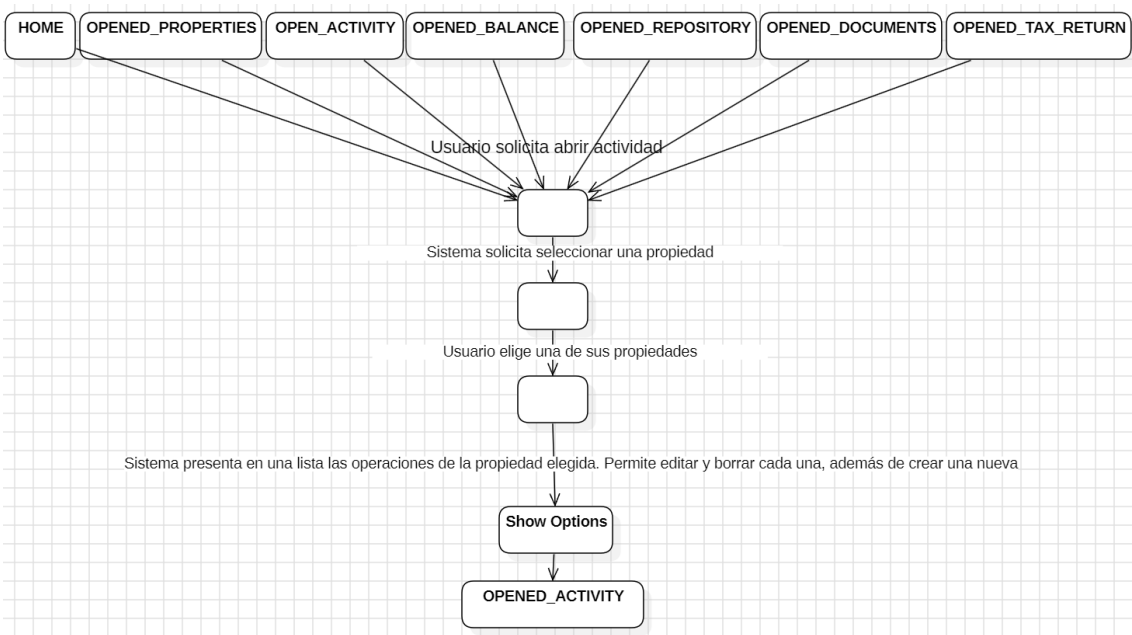 HOME
OPENED_PROPERTIES
OPEN_ACTIVITY
OPENED_BALANCE
OPENED_REPOSITORY
OPENED_DOCUMENTS
OPENED_TAX_RETURN
Usuario solicita abrir actividad
Sistema solicita seleccionar una propiedad
Usuario elige una de sus propiedades
Sistema presenta en una lista las operaciones de la propiedad elegida. Permite editar y borrar cada una, además de crear una nueva
Show Options
OPENED_ACTIVITY